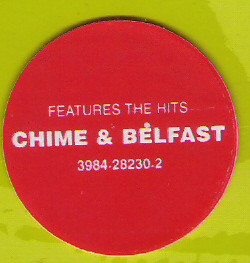 FEATURES THE HITS
CHIME & BELFAST
3984-28230-2